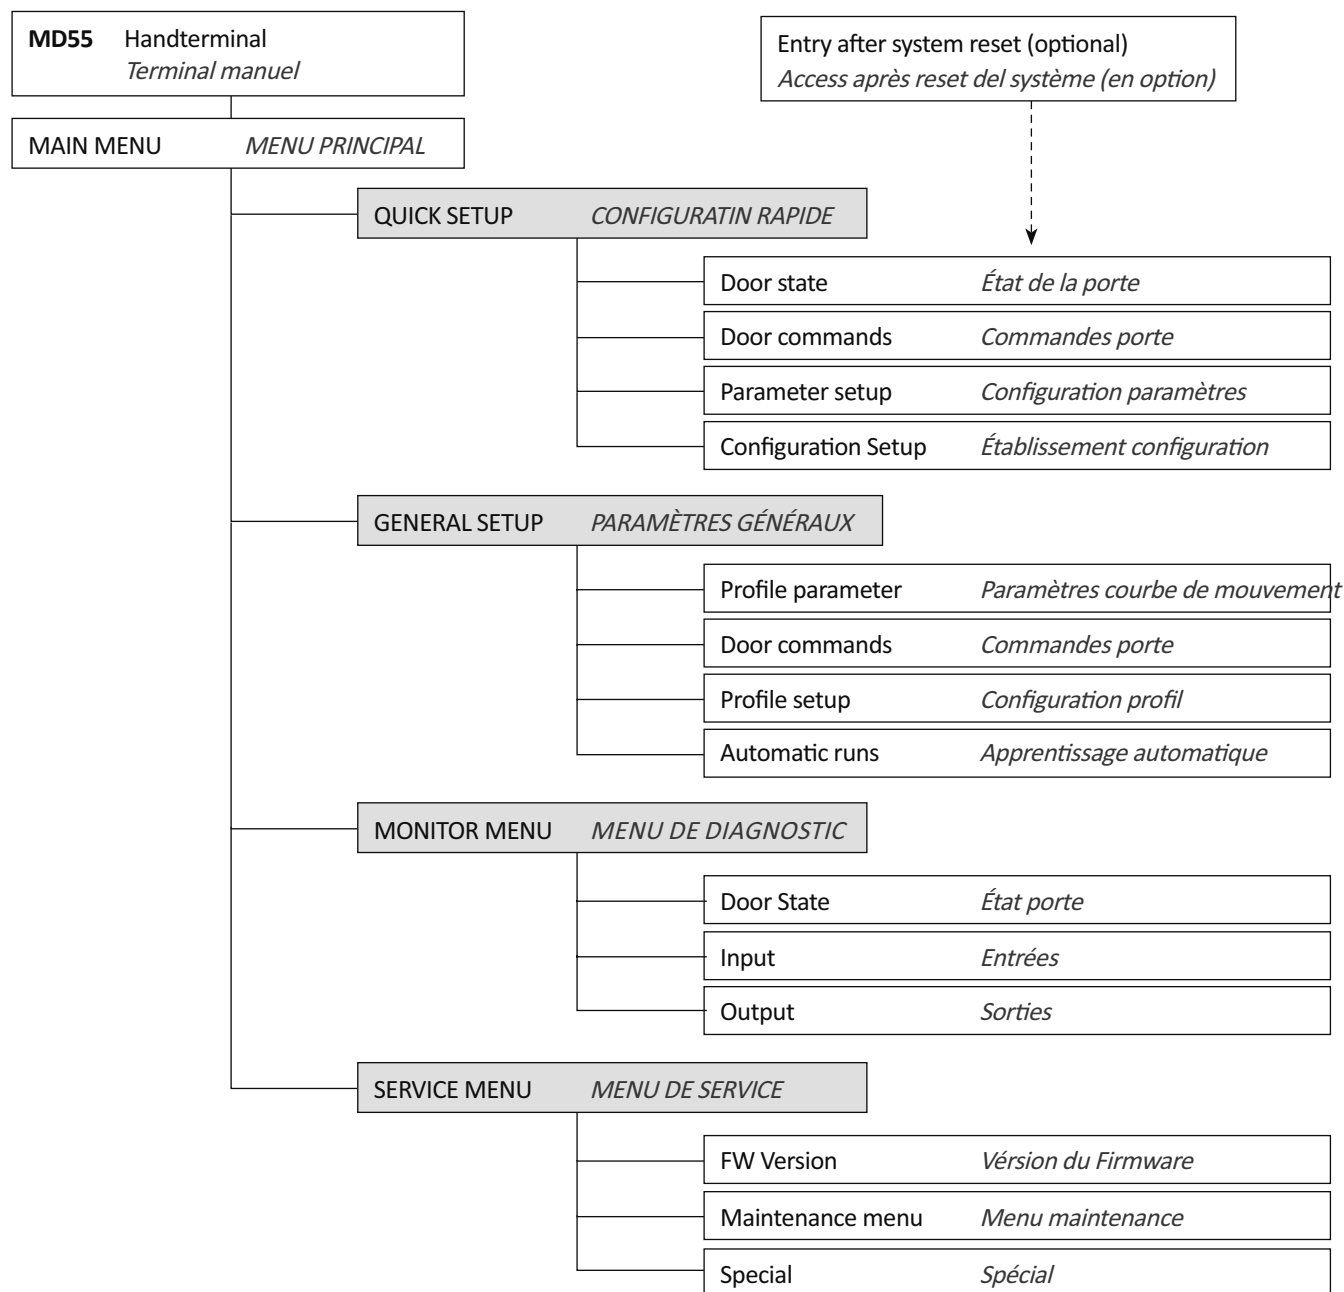 MD55 Handterminal
Terminal manuel
Entry after system reset (optional)
Access après reset del système (en option)
MAIN MENU MENU PRINCIPAL
QUICK SETUP CONFIGURATIN RAPIDE
Door state État de la porte
Door commands Commandes porte
Parameter setup Configuration paramètres
Configuration Setup Établissement configuration
GENERAL SETUP PARAMÈTRES GÉNÉRAUX
Profile parameter Paramètres courbe de mouvement
Door commands Commandes porte
Profile setup Configuration profil
Automatic runs Apprentissage automatique
MONITOR MENU MENU DE DIAGNOSTIC
Door State État porte
Input Entrées
Output Sorties
SERVICE MENU MENU DE SERVICE
FW Version Vérsion du Firmware
Maintenance menu Menu maintenance
Special Spécial